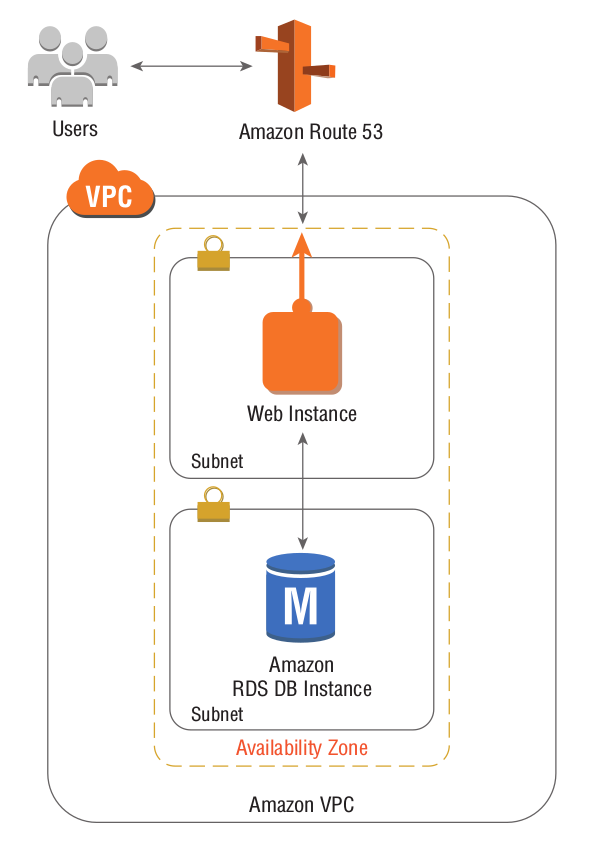 Users
Amazon Route 53
VPC
Web Instance
Subnet
M
Amazon
RDS DB Instance
Subnet
Availability Zone
Amazon VPC